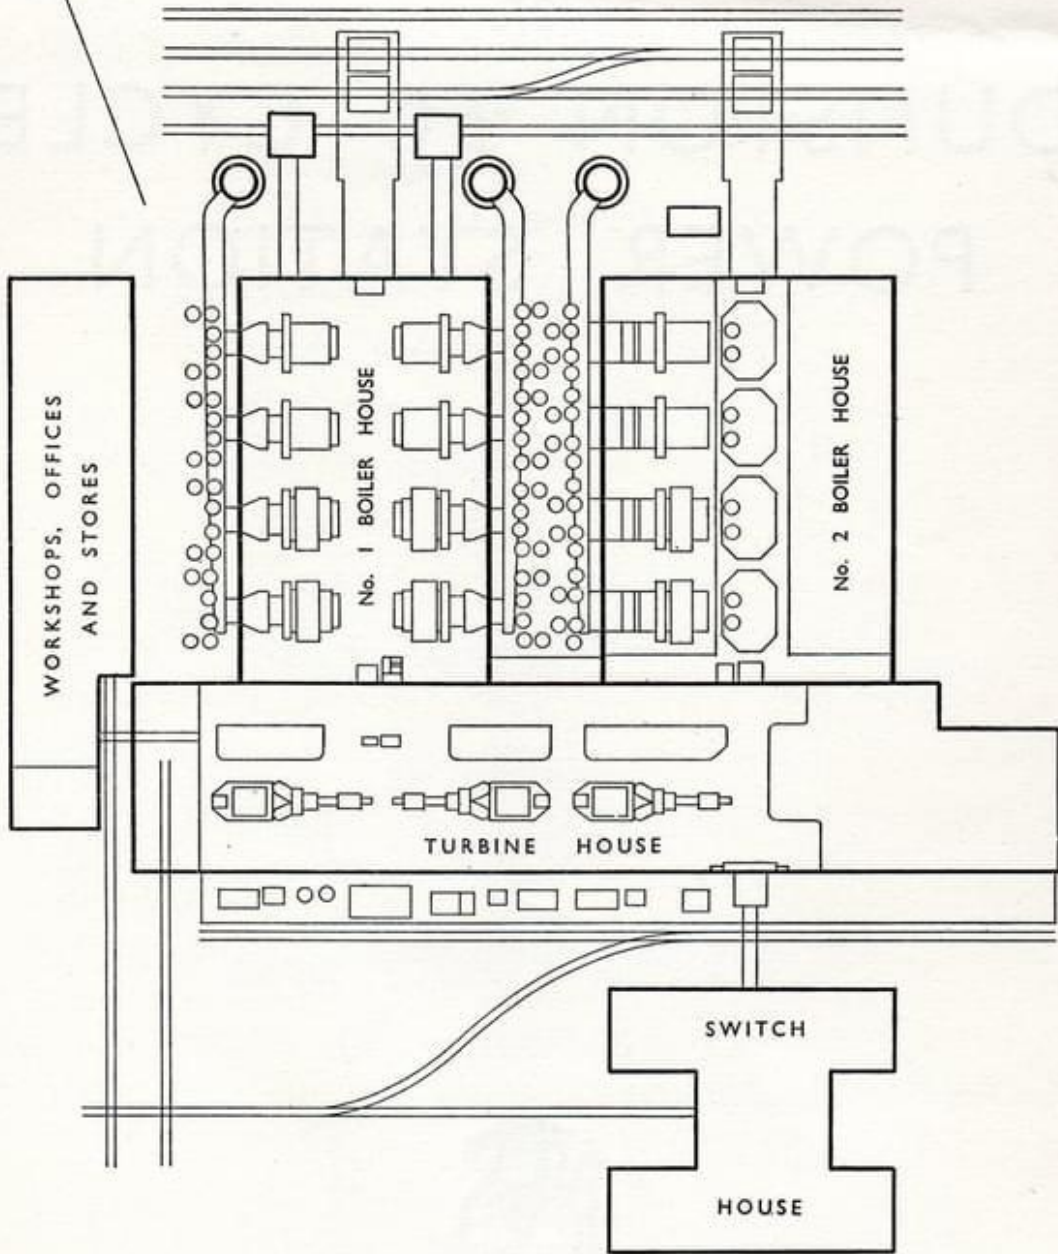 WORKSHOPS, OFFICES
AND STORES
No. 1 BOILER HOUSE
No. 2 BOILER HOUSE
TURBINE HOUSE
SWITCH
HOUSE